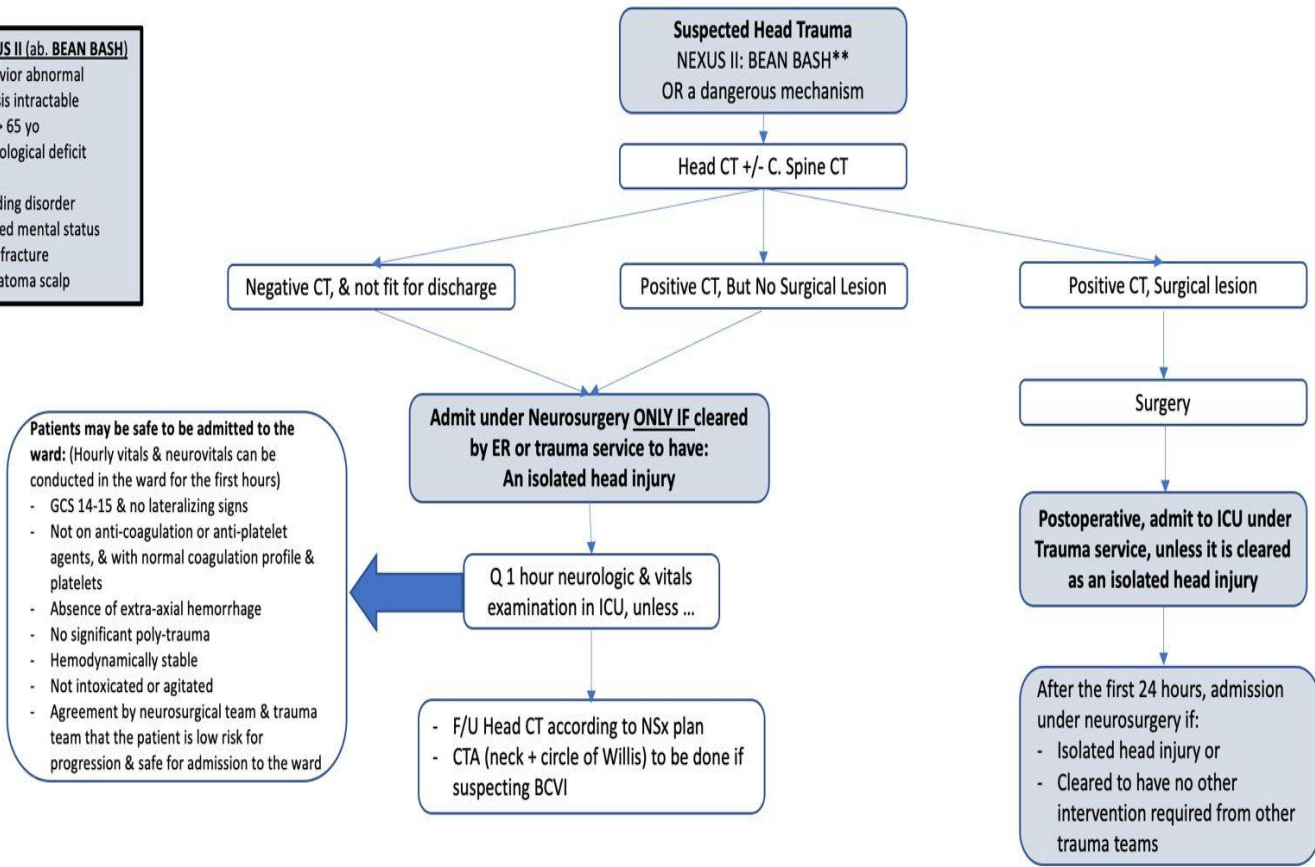 US II (ab. BEAN BASH)
vior abnormal
sis intractable
> 65 yo
ological deficit
ding disorder
ed mental status
fracture
atoma scalp
Suspected Head Trauma
NEXUS II: BEAN BASH**
OR a dangerous mechanism
Head CT +/- C. Spine CT
Negative CT, & not fit for discharge
Positive CT, But No Surgical Lesion
Positive CT, Surgical lesion
Admit under Neurosurgery ONLY IF cleared
by ER or trauma service to have:
An isolated head injury
Surgery
Patients may be safe to be admitted to the
ward: (Hourly vitals & neurovitals can be
conducted in the ward for the first hours)
- GCS 14-15 & no lateralizing signs
- Not on anti-coagulation or anti-platelet
agents, & with normal coagulation profile &
platelets
- Absence of extra-axial hemorrhage
- No significant poly-trauma
- Hemodynamically stable
- Not intoxicated or agitated
- Agreement by neurosurgical team & trauma
team that the patient is low risk for
progression & safe for admission to the ward
Q 1 hour neurologic & vitals
examination in ICU, unless ...
Postoperative, admit to ICU under
Trauma service, unless it is cleared
as an isolated head injury
- F/U Head CT according to NSx plan
- CTA (neck + circle of Willis) to be done if
suspecting BCVI
After the first 24 hours, admission
under neurosurgery if:
- Isolated head injury or
- Cleared to have no other
intervention required from other
trauma teams